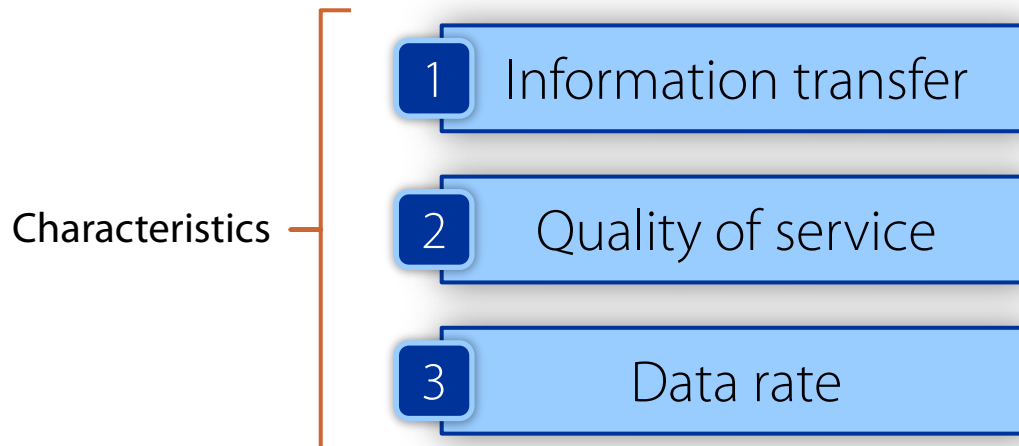 1 Information transfer
Characteristics
2 Quality of service
3 Data rate